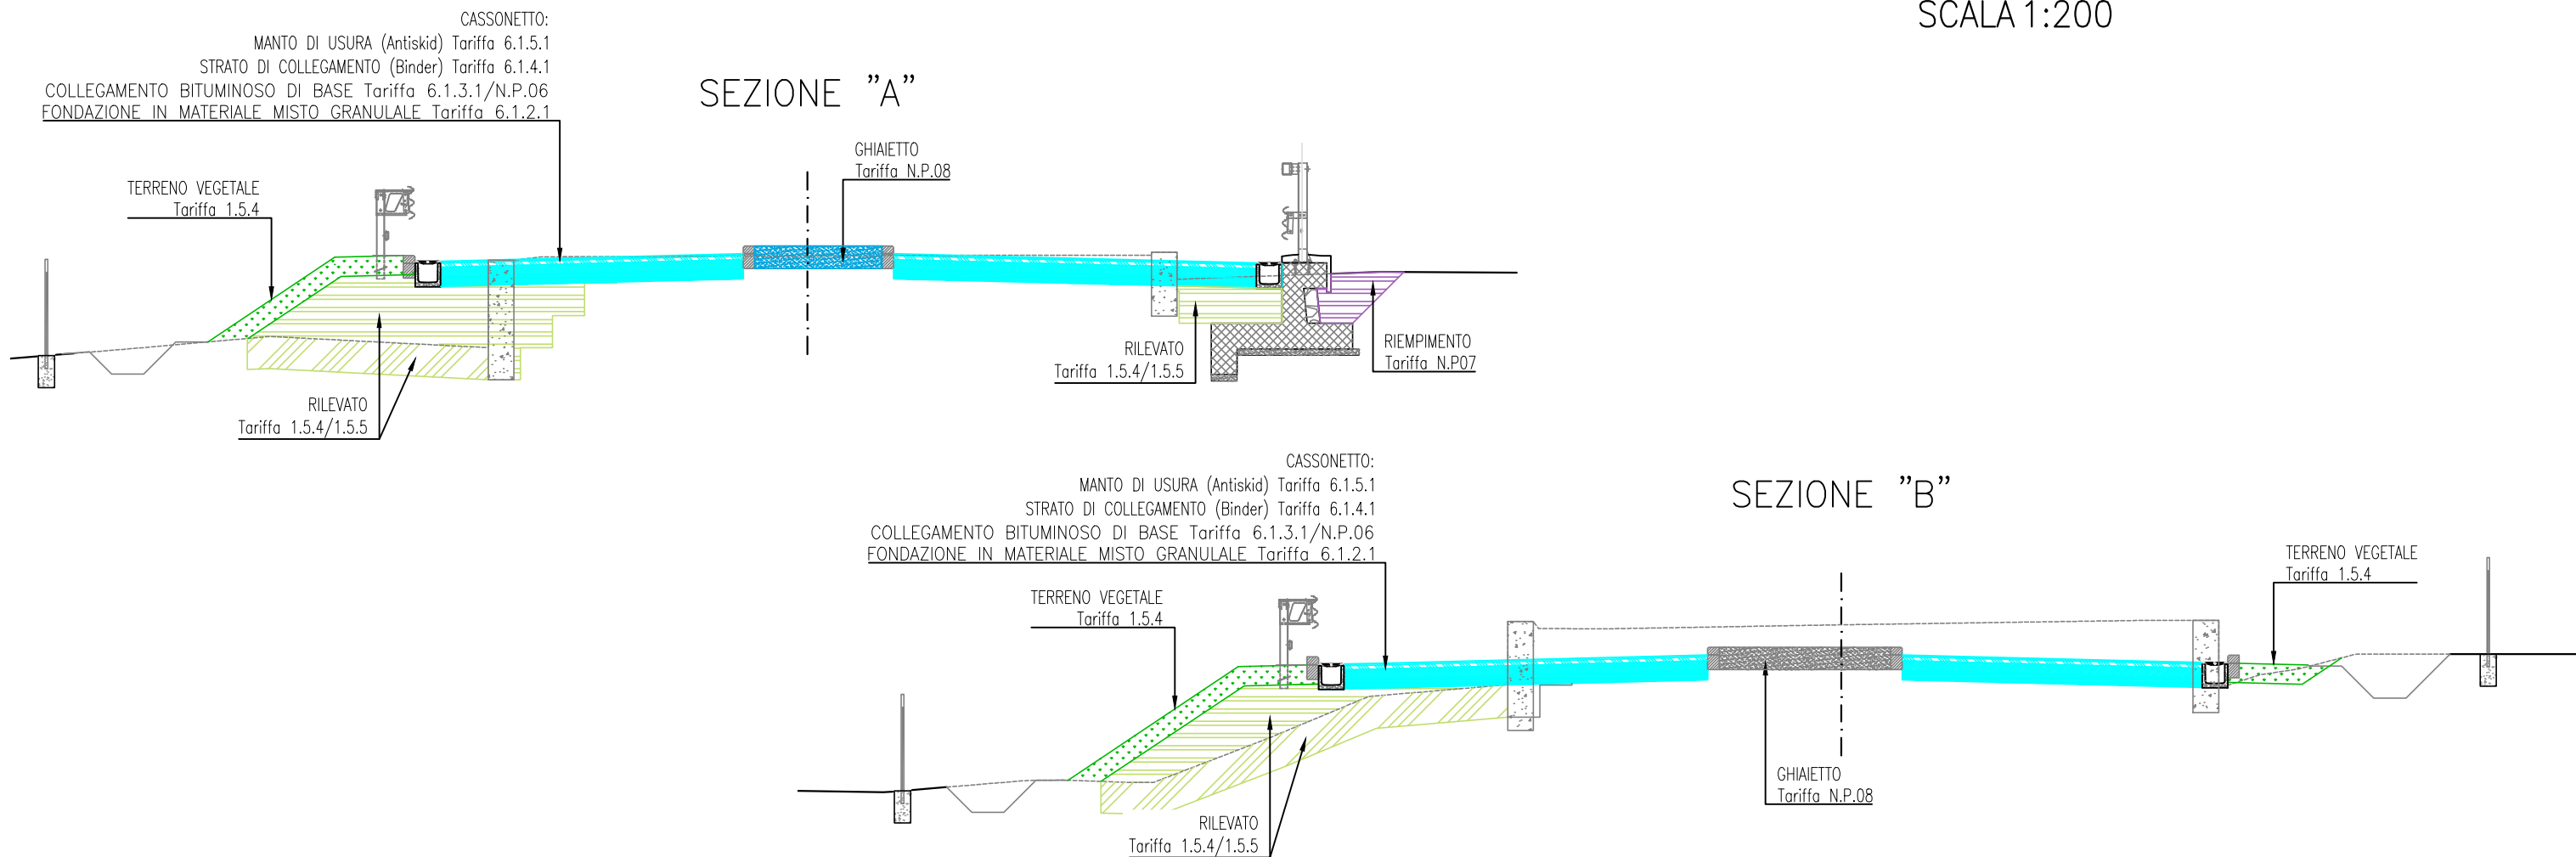 SCALA 1:200
CASSONETTO:
MANTO DI USURA (Antiskid) Tariffa 6.1.5.1
STRATO DI COLLEGAMENTO (Binder) Tariffa 6.1.4.1
COLLEGAMENTO BITUMINOSO DI BASE Tariffa 6.1.3.1/N.P.06
FONDAZIONE IN MATERIALE MISTO GRANULALE Tariffa 6.1.2.1
SEZIONE "A"
GHIAIETTO
Tariffa N.P.08
TERRENO VEGETALE
Tariffa 1.5.4
RILEVATO
Tariffa 1.5.4/1.5.5
RIEMPIMENTO
Tariffa N.P07
RILEVATO
Tariffa 1.5.4/1.5.5
CASSONETTO:
MANTO DI USURA (Antiskid) Tariffa 6.1.5.1
STRATO DI COLLEGAMENTO (Binder) Tariffa 6.1.4.1
COLLEGAMENTO BITUMINOSO DI BASE Tariffa 6.1.3.1/N.P.06
FONDAZIONE IN MATERIALE MISTO GRANULALE Tariffa 6.1.2.1
SEZIONE "B"
TERRENO VEGETALE
Tariffa 1.5.4
TERRENO VEGETALE
Tariffa 1.5.4
GHIAIETTO
Tariffa N.P.08
RILEVATO
Tariffa 1.5.4/1.5.5